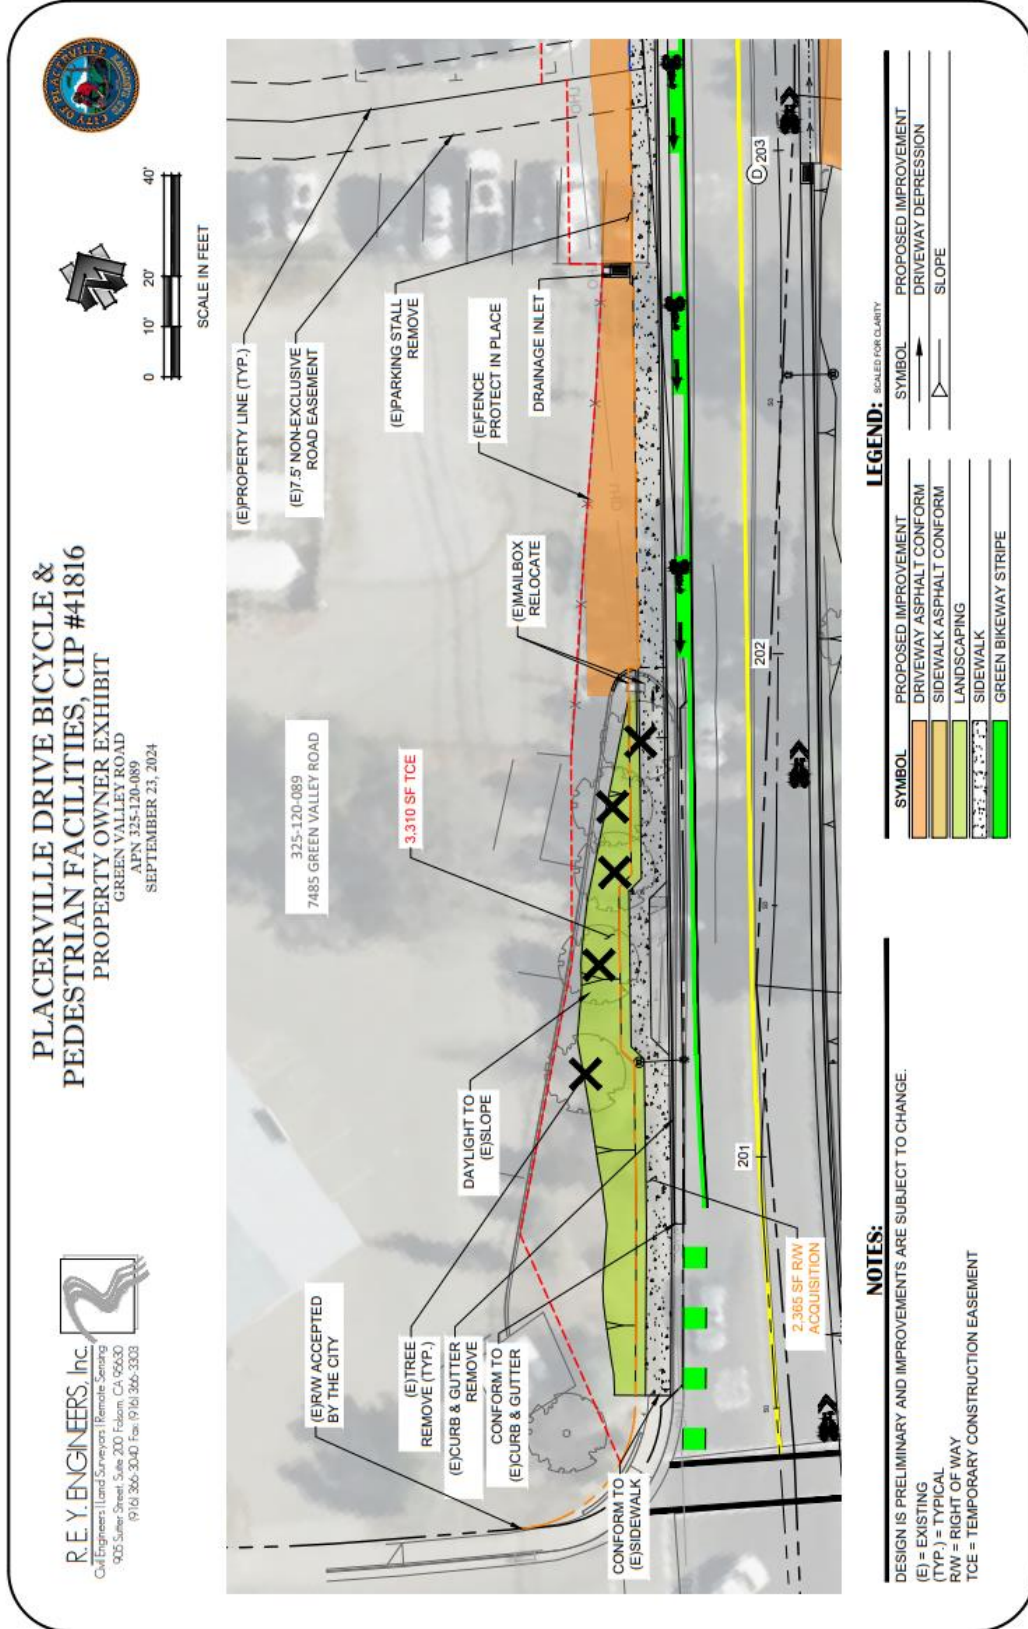 R.E.Y. ENGINEERS, Inc.
Civil Engineers | Land Surveyors | Remote Sensing
905 Sutter Street, Suite 200 Folsom, CA 95630
(916) 366-3040 Fax: (916) 366-3303
PLACERVILLE DRIVE BICYCLE &
PEDESTRIAN FACILITIES, CIP #41816
PROPERTY OWNER EXHIBIT
GREEN VALLEY ROAD
APN 325-120-089
SEPTEMBER 23, 2024
0 10' 20' 40'
SCALE IN FEET
CITY OF PLACERVILLE
(E)R/W ACCEPTED
BY THE CITY
(E)TREE
REMOVE (TYP.)
(E)CURB & GUTTER
REMOVE
CONFORM TO
(E)CURB & GUTTER
CONFORM TO
(E)SIDEWALK
DAYLIGHT TO
(E)SLOPE
325-120-089
7485 GREEN VALLEY ROAD
3,310 SF TCE
(E)MAILBOX
RELOCATE
(E)PROPERTY LINE (TYP.)
(E)7.5' NON-EXCLUSIVE
ROAD EASEMENT
(E)PARKING STALL
REMOVE
(E)FENCE
PROTECT IN PLACE
DRAINAGE INLET
2,365 SF R/W
ACQUISITION
201
202
203
D
50
50
50
OHU
NOTES:
DESIGN IS PRELIMINARY AND IMPROVEMENTS ARE SUBJECT TO CHANGE.
(E) = EXISTING
(TYP.) = TYPICAL
R/W = RIGHT OF WAY
TCE = TEMPORARY CONSTRUCTION EASEMENT
LEGEND: SCALED FOR CLARITY
SYMBOL PROPOSED IMPROVEMENT
DRIVEWAY ASPHALT CONFORM
SIDEWALK ASPHALT CONFORM
LANDSCAPING
SIDEWALK
GREEN BIKEWAY STRIPE
SYMBOL PROPOSED IMPROVEMENT
DRIVEWAY DEPRESSION
SLOPE